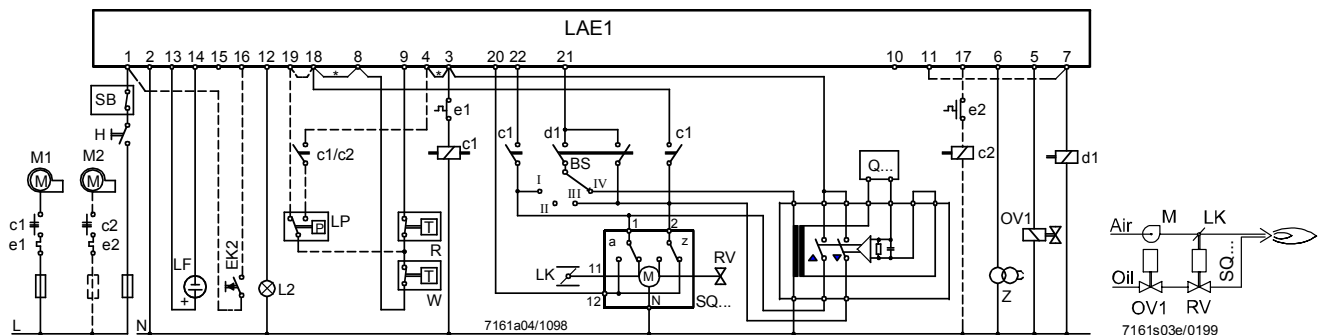 LAE1
1 2 13 14 15 16 12 19 18 8 9 4 3 20 22 21 10 11 17 6 5 7
* *
SB
H
e1
c1
c1
d1
c1
e2
c2
d1
c1/c2
BS
Q...
M1 M2
M M
I
II
III
IV
OV1
c1
e1
c2
e2
LF
+
EK2
L2
P
LP
T
R
T
W
1 2
a z
LK
11
M
12
N
RV
SQ...
Z
Air
M
LK
Oil
OV1
RV
SQ...
L
N
7161a04/1098
7161s03e/0199